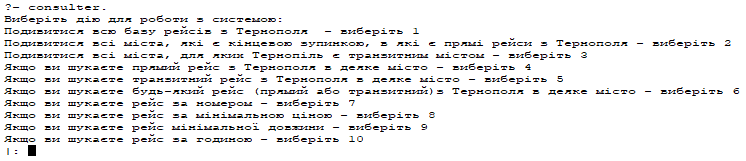 ?- consulter.
Виберіть дію для роботи в системою:
Подивитися всю базу рейсів в Тернополя  - виберіть 1
Подивитися всі міста, які є кінцевою зупинкою, в які є прямі рейси в Тернополя - виберіть 2
Подивитися всі міста, для яких Тернопіль є транзитним містом - виберіть 3
Якщо ви шукаєте прямий рейс в Тернополя в деяке місто - виберіть 4
Якщо ви шукаєте транзитний рейс в Тернополя в деяке місто - виберіть 5
Якщо ви шукаєте будь-який рейс (прямий або транзитний)в Тернополя в деяке місто - виберіть 6
Якщо ви шукаєте рейс за номером - виберіть 7
Якщо ви шукаєте рейс за мінімальною ціною - виберіть 8
Якщо ви шукаєте рейс мінімальної довжини - виберіть 9
Якщо ви шукаєте рейс за годиною - виберіть 10
|: